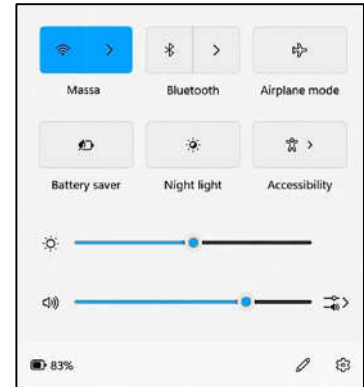 Massa Bluetooth Airplane mode
Battery saver Night light Accessibility
83%